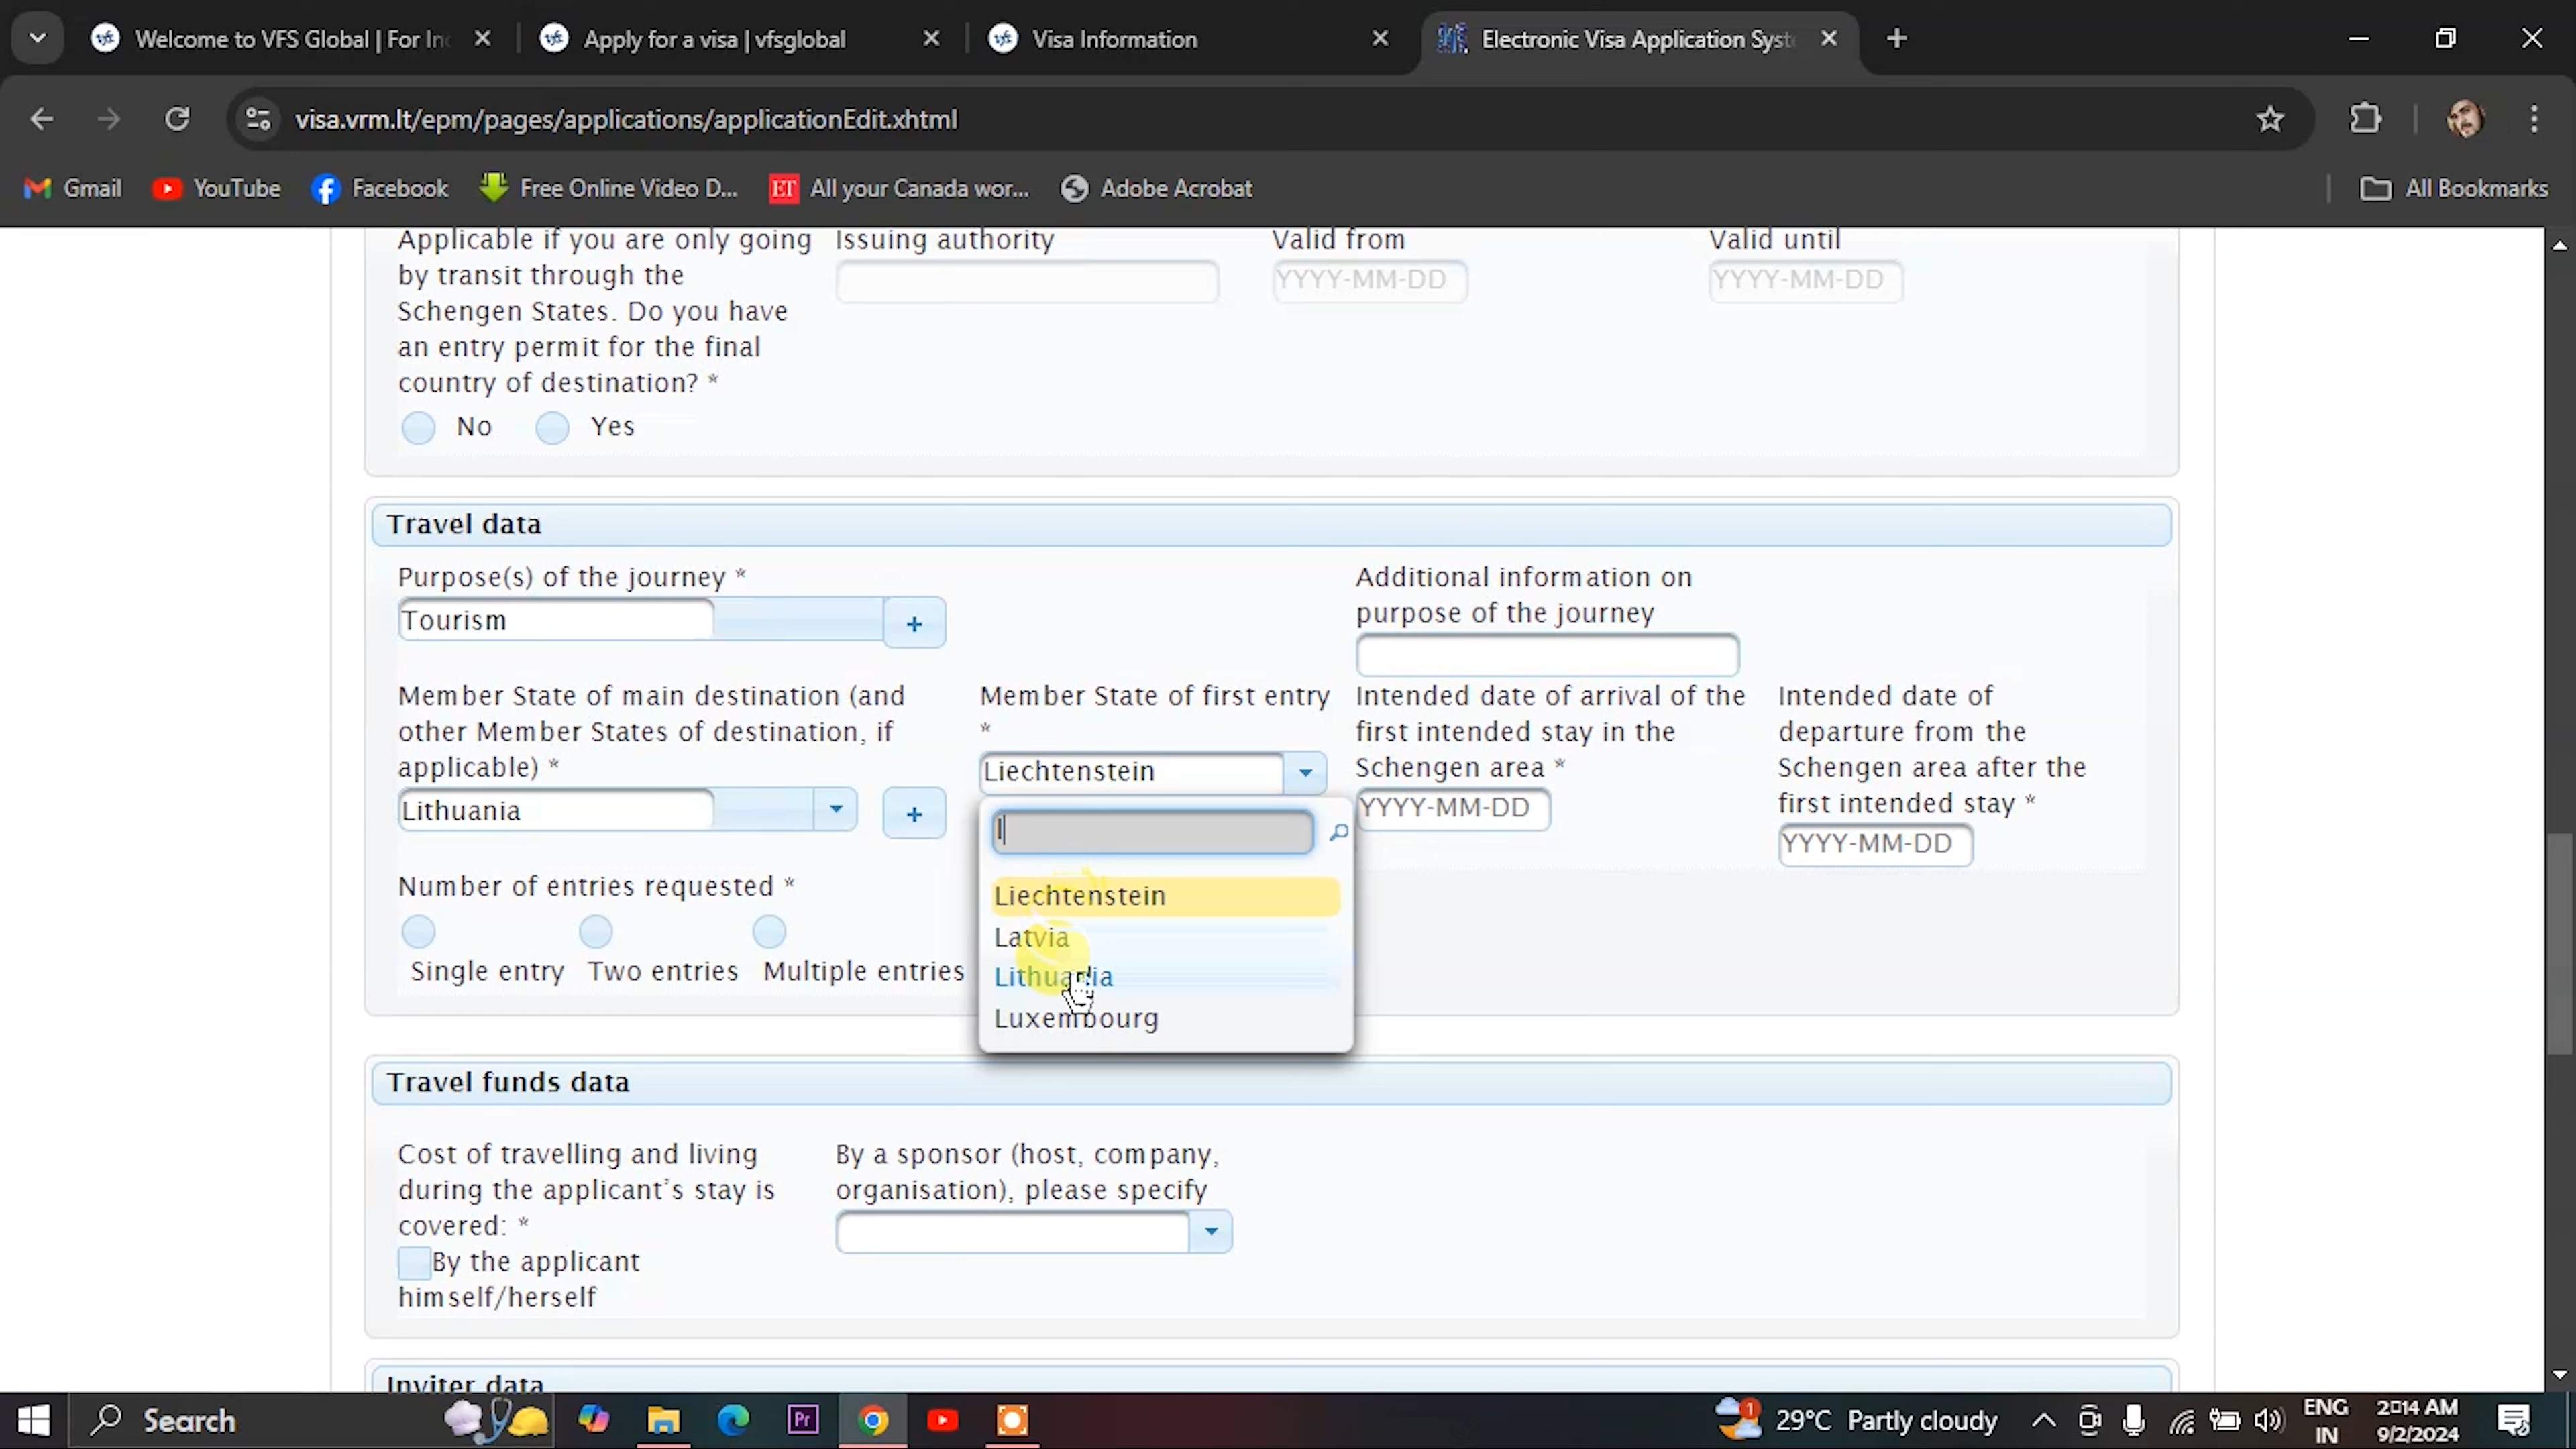 Welcome to VFS Global | For In
Apply for a visa | vfsglobal
Visa Information
Electronic Visa Application Syst
visa.vrm.lt/epm/pages/applications/applicationEdit.xhtml
Gmail
YouTube
Facebook
Free Online Video D...
ET
All your Canada wor...
Adobe Acrobat
All Bookmarks
Applicable if you are only going
by transit through the
Schengen States. Do you have
an entry permit for the final
country of destination? *
No
Yes
Issuing authority
Valid from
YYYY-MM-DD
Valid until
YYYY-MM-DD
Travel data
Purpose(s) of the journey *
Tourism
+
Additional information on
purpose of the journey
Member State of main destination (and
other Member States of destination, if
applicable) *
Lithuania
+
Member State of first entry
*
Liechtenstein
l
Liechtenstein
Latvia
Lithuania
Luxembourg
Intended date of arrival of the
first intended stay in the
Schengen area *
YYYY-MM-DD
Intended date of
departure from the
Schengen area after the
first intended stay *
YYYY-MM-DD
Number of entries requested *
Single entry
Two entries
Multiple entries
Travel funds data
Cost of travelling and living
during the applicant's stay is
covered: *
By the applicant
himself/herself
By a sponsor (host, company,
organisation), please specify
Inviter data
Search
Pr
1
29°C Partly cloudy
ENG
IN
2▯14 AM
9/2/2024